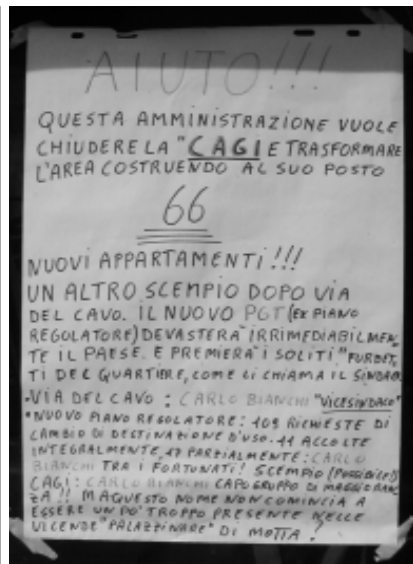 AIUTO!!!
QUESTA AMMINISTRAZIONE VUOLE
CHIUDERE LA "CAGI E TRASFORMARE
L'AREA COSTRUENDO AL SUO POSTO
66
NUOVI APPARTAMENTI!!!
UN ALTRO SCEMPIO DOPO VIA
DEL CAVO. IL NUOVO PGT (EX PIANO
REGOLATORE) DEVASTERA' IRRIMEDIABILMEN_
TE IL PAESE. E PREMIERA' I SOLITI "FURBET_
TI DEL QUARTIERE, COME LI CHIAMA IL SINDACO
•VIA DEL CAVO: CARLO BIANCHI "VICESINDACO"
•NUOVO PIANO REGOLATORE: 109 RICHIESTE DI
CAMBIO DI DESTINAZIONE D'USO. 11 ACCOLTE
INTEGRALMENTE, 17 PARZIALMENTE: CARLO
BIANCHI TRA I FORTUNATI! SCEMPIO (POSSIBILE!)
CAGI: CARLO BIANCHI CAPOGRUPPO DI MAGGIORAN
ZA!! MA QUESTO NOME NON COMINCIA A
ESSERE UN PO' TROPPO PRESENTE NELLE
VICENDE "PALAZZINARE" DI MOTTA?